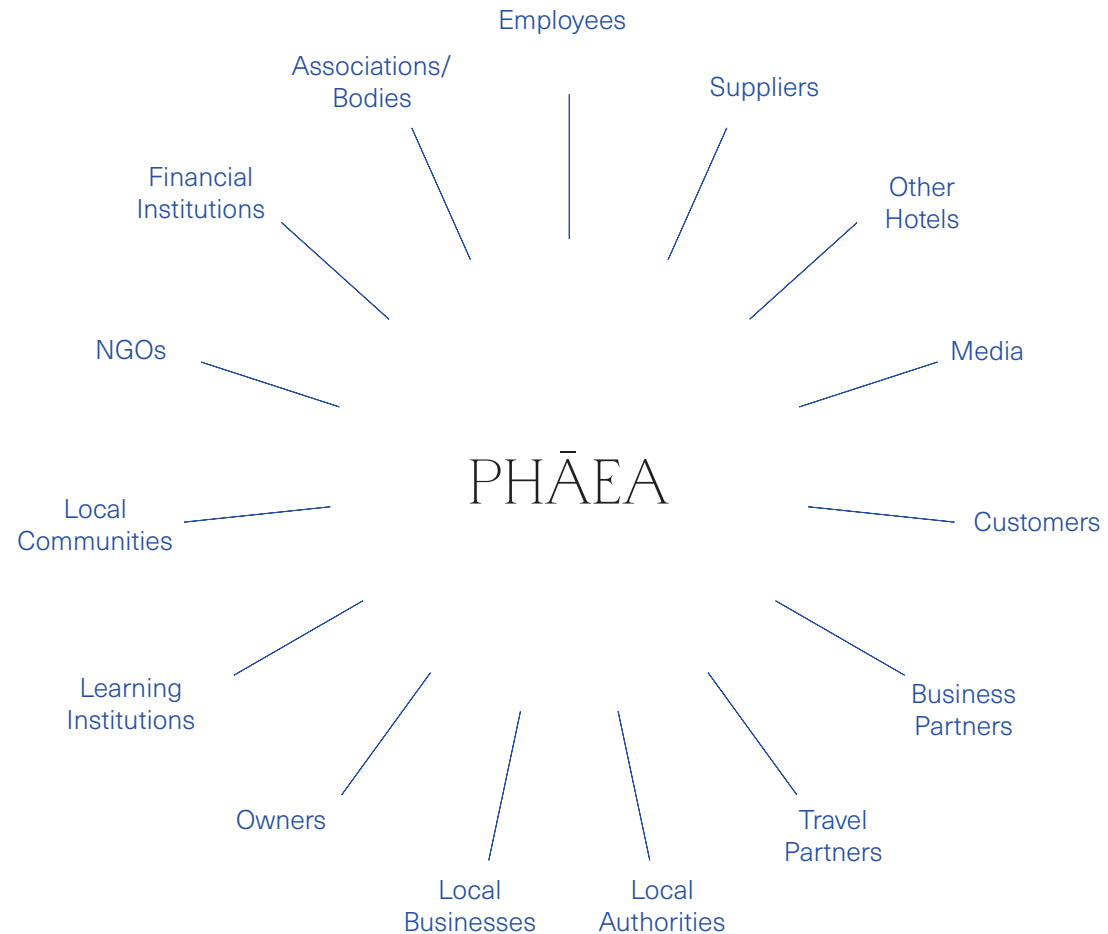 Employees
Associations/
Bodies
Suppliers
Financial
Institutions
Other
Hotels
NGOs
Media
PHĀEA
Local
Communities
Customers
Learning
Institutions
Business
Partners
Owners
Travel
Partners
Local
Businesses
Local
Authorities